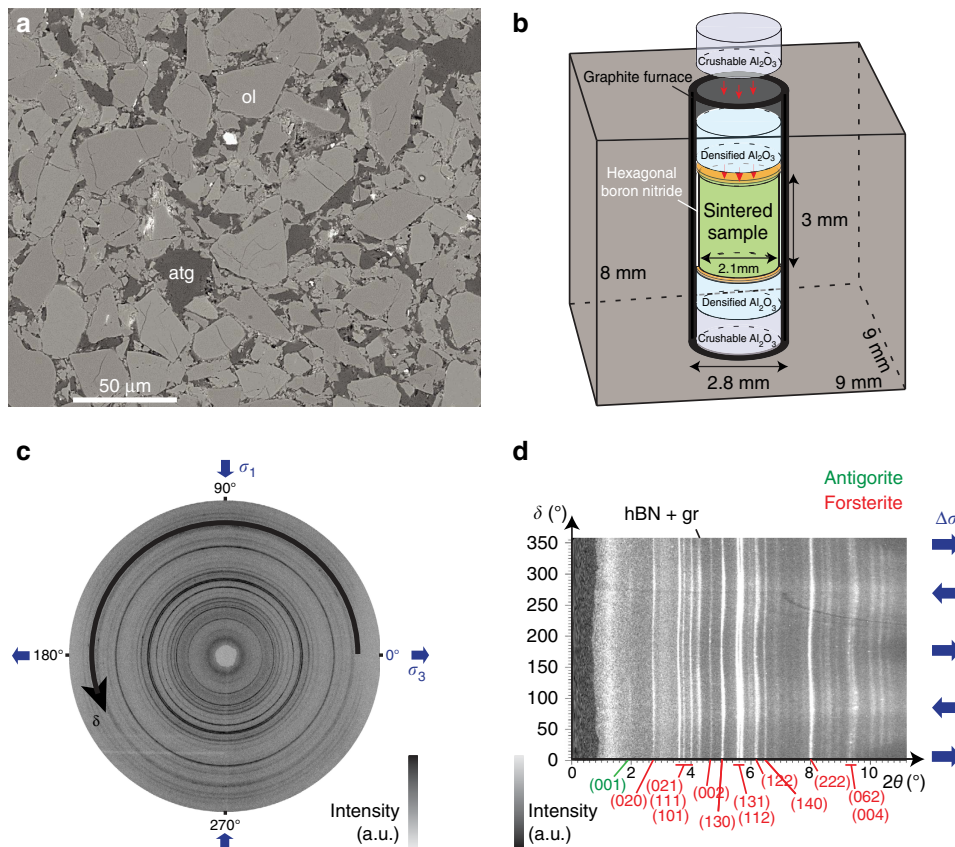 a
ol
atg
50 μm
b
Crushable Al₂O₃
Graphite furnace
Densified Al₂O₃
Hexagonal
boron nitride
Sintered
sample
3 mm
2.1mm
8 mm
Densified Al₂O₃
Crushable Al₂O₃
9 mm
9 mm
2.8 mm
c
σ₁
90°
180°
0°
σ₃
δ
270°
Intensity
(a.u.)
d
Antigorite
Forsterite
δ (°)
hBN + gr
Δσ
350
300
250
200
150
100
50
0
0 2 4 6 8 10 2θ (°)
(001)
(020)
(021)
(111)
(101)
(002)
(130)
(131)
(112)
(122)
(140)
(222)
(062)
(004)
Intensity
(a.u.)